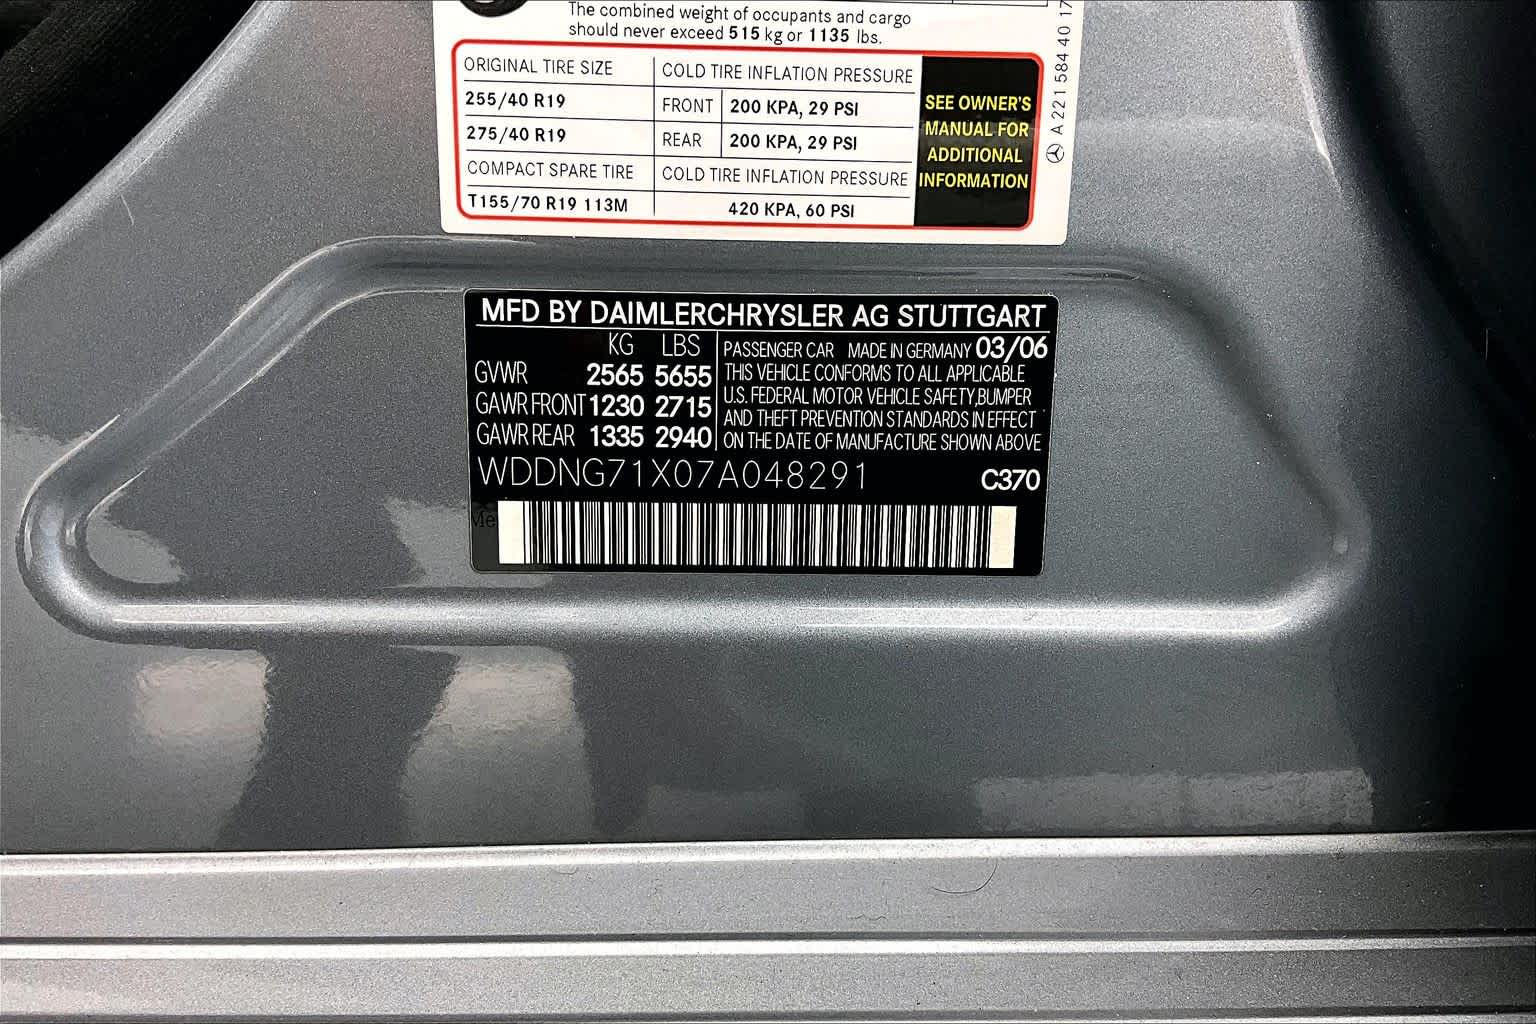 The combined weight of occupants and cargo
should never exceed 515 kg or 1135 lbs.
ORIGINAL TIRE SIZE COLD TIRE INFLATION PRESSURE
255/40 R19 FRONT 200 KPA, 29 PSI
275/40 R19 REAR 200 KPA, 29 PSI
COMPACT SPARE TIRE COLD TIRE INFLATION PRESSURE
T155/70 R19 113M 420 KPA, 60 PSI
SEE OWNER'S
MANUAL FOR
ADDITIONAL
INFORMATION
A 221 584 40 17
MFD BY DAIMLERCHRYSLER AG STUTTGART
KG LBS
GVWR 2565 5655
GAWR FRONT 1230 2715
GAWR REAR 1335 2940
PASSENGER CAR MADE IN GERMANY 03/06
THIS VEHICLE CONFORMS TO ALL APPLICABLE
U.S. FEDERAL MOTOR VEHICLE SAFETY,BUMPER
AND THEFT PREVENTION STANDARDS IN EFFECT
ON THE DATE OF MANUFACTURE SHOWN ABOVE
WDDNG71X07A048291 C370